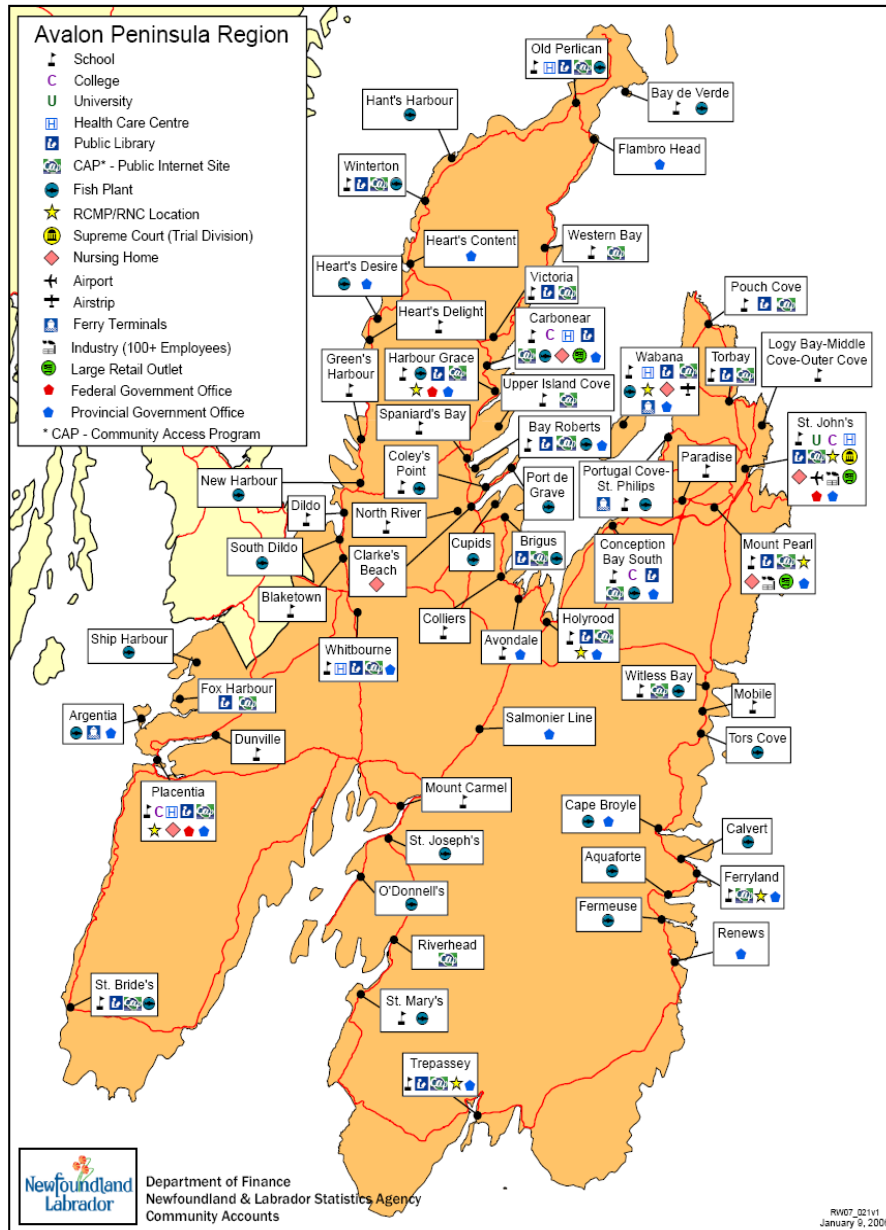 Avalon Peninsula Region
School
C College
U University
H Health Care Centre
Public Library
CAP* - Public Internet Site
Fish Plant
RCMP/RNC Location
Supreme Court (Trial Division)
Nursing Home
Airport
Airstrip
Ferry Terminals
Industry (100+ Employees)
Large Retail Outlet
Federal Government Office
Provincial Government Office
* CAP - Community Access Program
Old Perlican
Bay de Verde
Hant's Harbour
Flambro Head
Winterton
Western Bay
Heart's Content
Heart's Desire
Victoria
Pouch Cove
Heart's Delight
Carbonear
Green's
Harbour
Harbour Grace
Wabana
Torbay
Logy Bay-Middle
Cove-Outer Cove
Upper Island Cove
Spaniard's Bay
St. John's
Bay Roberts
Coley's
Point
Paradise
New Harbour
Port de
Grave
Portugal Cove-
St. Philips
Dildo
North River
South Dildo
Clarke's
Beach
Cupids
Brigus
Conception
Bay South
Mount Pearl
Blaketown
Colliers
Avondale
Holyrood
Whitbourne
Ship Harbour
Fox Harbour
Witless Bay
Mobile
Argentia
Dunville
Salmonier Line
Tors Cove
Placentia
Mount Carmel
Cape Broyle
St. Joseph's
Calvert
Aquaforte
O'Donnell's
Ferryland
Fermeuse
Riverhead
Renews
St. Bride's
St. Mary's
Trepassey
Newfoundland
Labrador
Department of Finance
Newfoundland & Labrador Statistics Agency
Community Accounts
RW07_021v1
January 9, 200